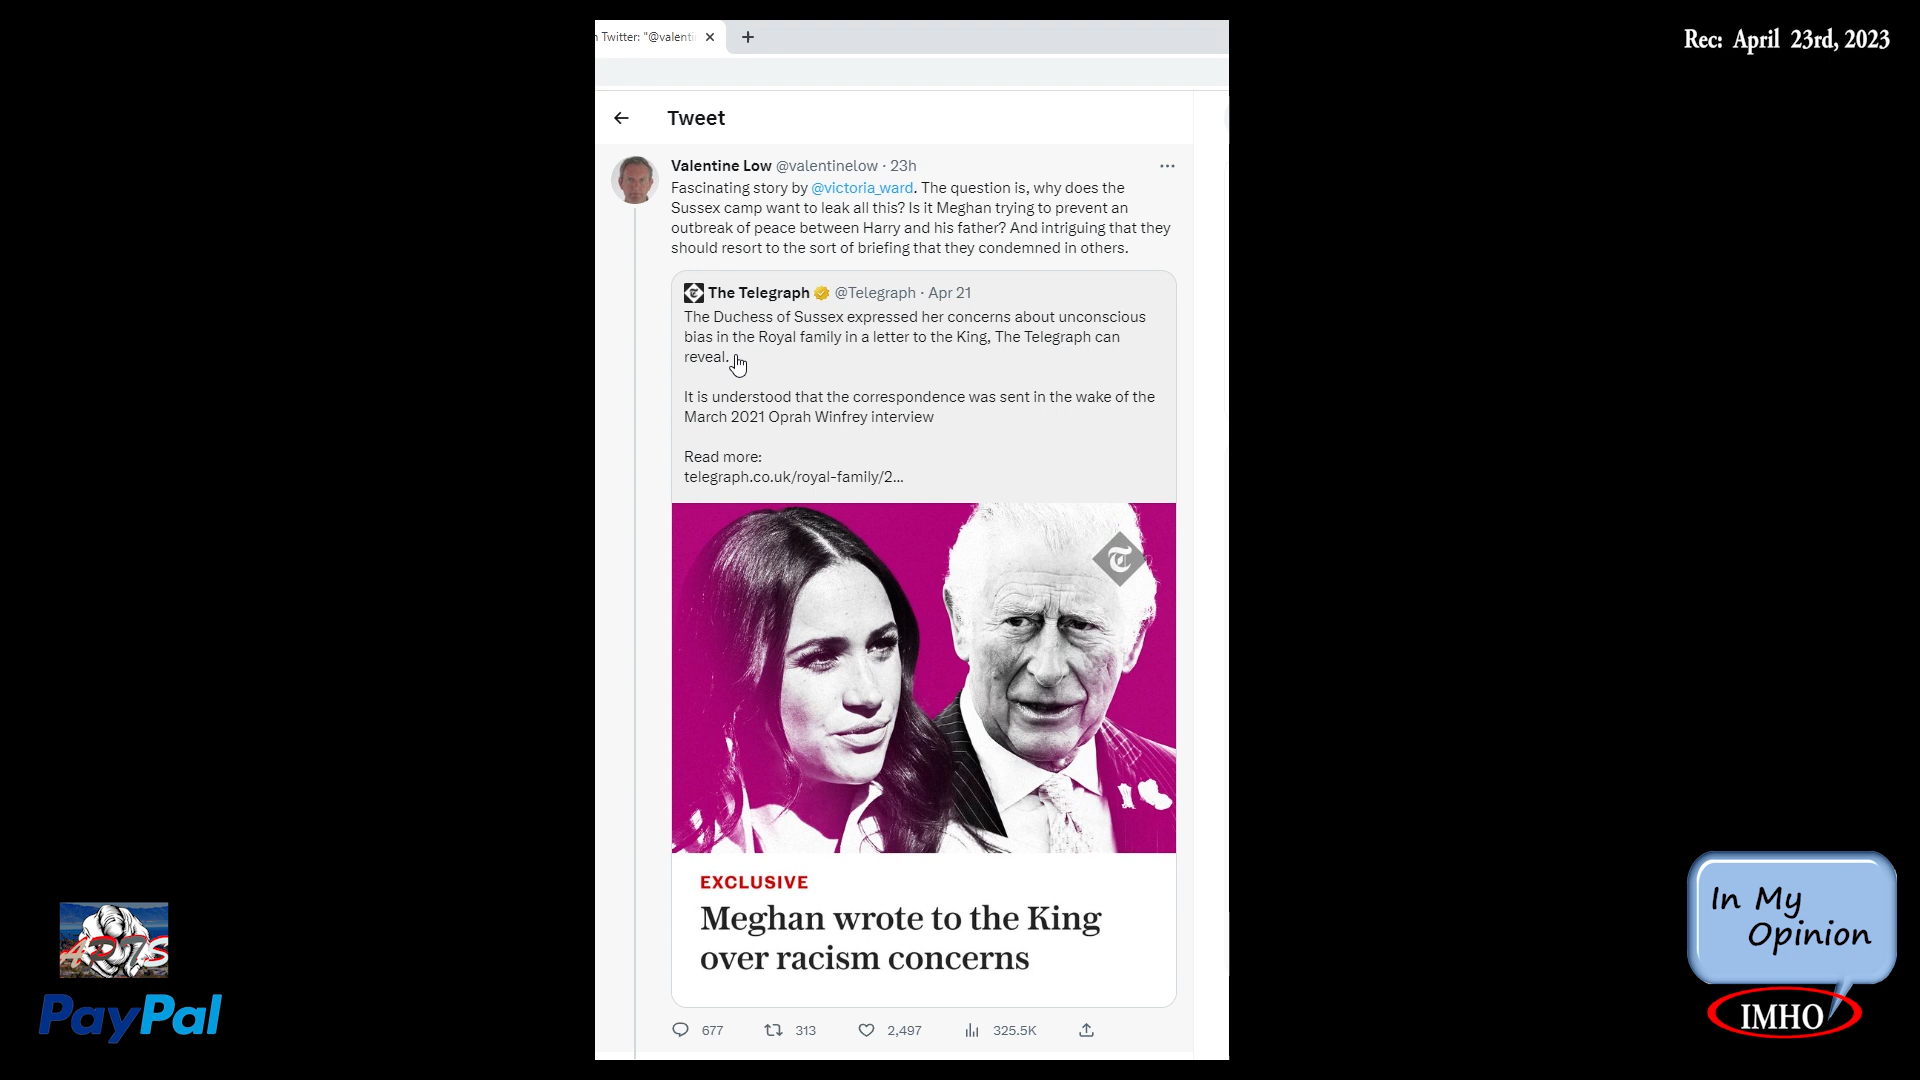 n Twitter: "@valenti
Rec: April 23rd, 2023
Tweet
Valentine Low @valentinelow · 23h
Fascinating story by @victoria_ward. The question is, why does the
Sussex camp want to leak all this? Is it Meghan trying to prevent an
outbreak of peace between Harry and his father? And intriguing that they
should resort to the sort of briefing that they condemned in others.
The Telegraph @Telegraph · Apr 21
The Duchess of Sussex expressed her concerns about unconscious
bias in the Royal family in a letter to the King, The Telegraph can
reveal.
It is understood that the correspondence was sent in the wake of the
March 2021 Oprah Winfrey interview
Read more:
telegraph.co.uk/royal-family/2...
EXCLUSIVE
Meghan wrote to the King
over racism concerns
677 313 2,497 325.5K
PayPal
In My
Opinion
IMHO